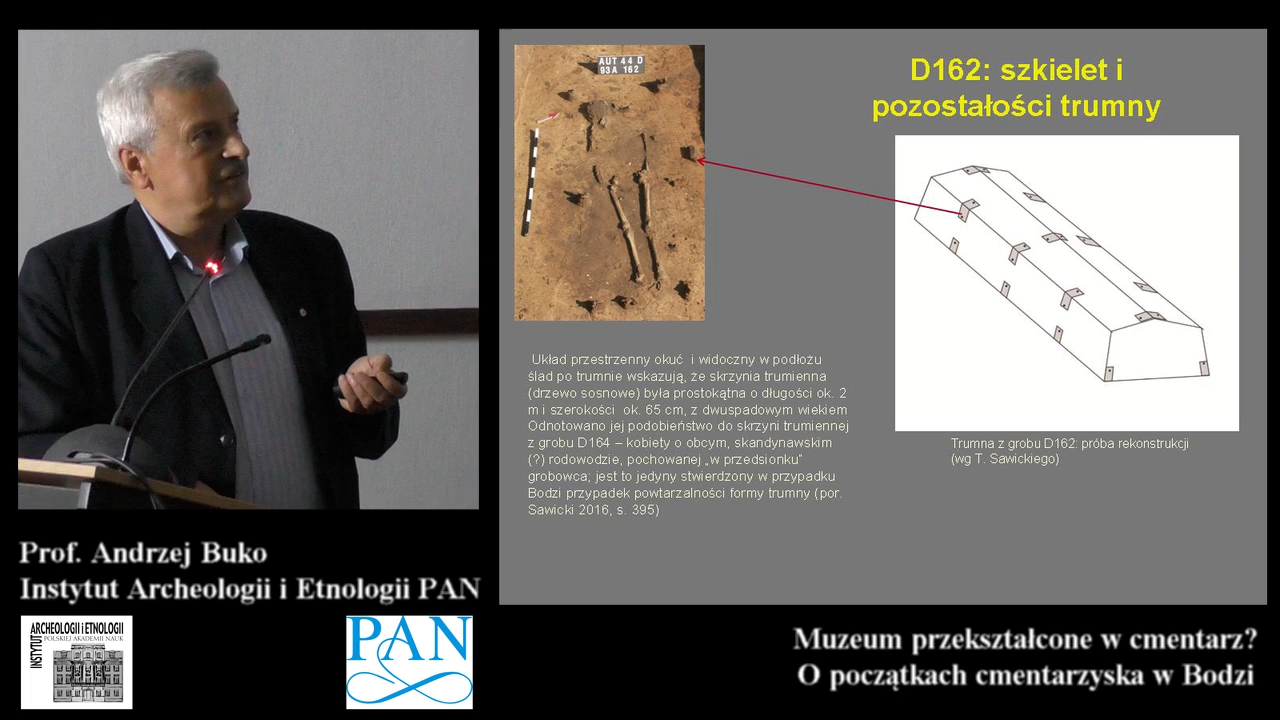 AUT 44 D
93A 162
D162: szkielet i
pozostałości trumny
Układ przestrzenny okuć i widoczny w podłożu
ślad po trumnie wskazują, że skrzynia trumienna
(drzewo sosnowe) była prostokątna o długości ok. 2
m i szerokości ok. 65 cm, z dwuspadowym wiekiem
Odnotowano jej podobieństwo do skrzyni trumiennej
z grobu D164 – kobiety o obcym, skandynawskim
(?) rodowodzie, pochowanej „w przedsionku”
grobowca; jest to jedyny stwierdzony w przypadku
Bodzi przypadek powtarzalności formy trumny (por.
Sawicki 2016, s. 395)
Trumna z grobu D162: próba rekonstrukcji
(wg T. Sawickiego)
Prof. Andrzej Buko
Instytut Archeologii i Etnologii PAN
INSTYTUT
ARCHEOLOGII i ETNOLOGII
POLSKIEJ AKADEMII NAUK
PAN
Muzeum przekształcone w cmentarz?
O początkach cmentarzyska w Bodzi